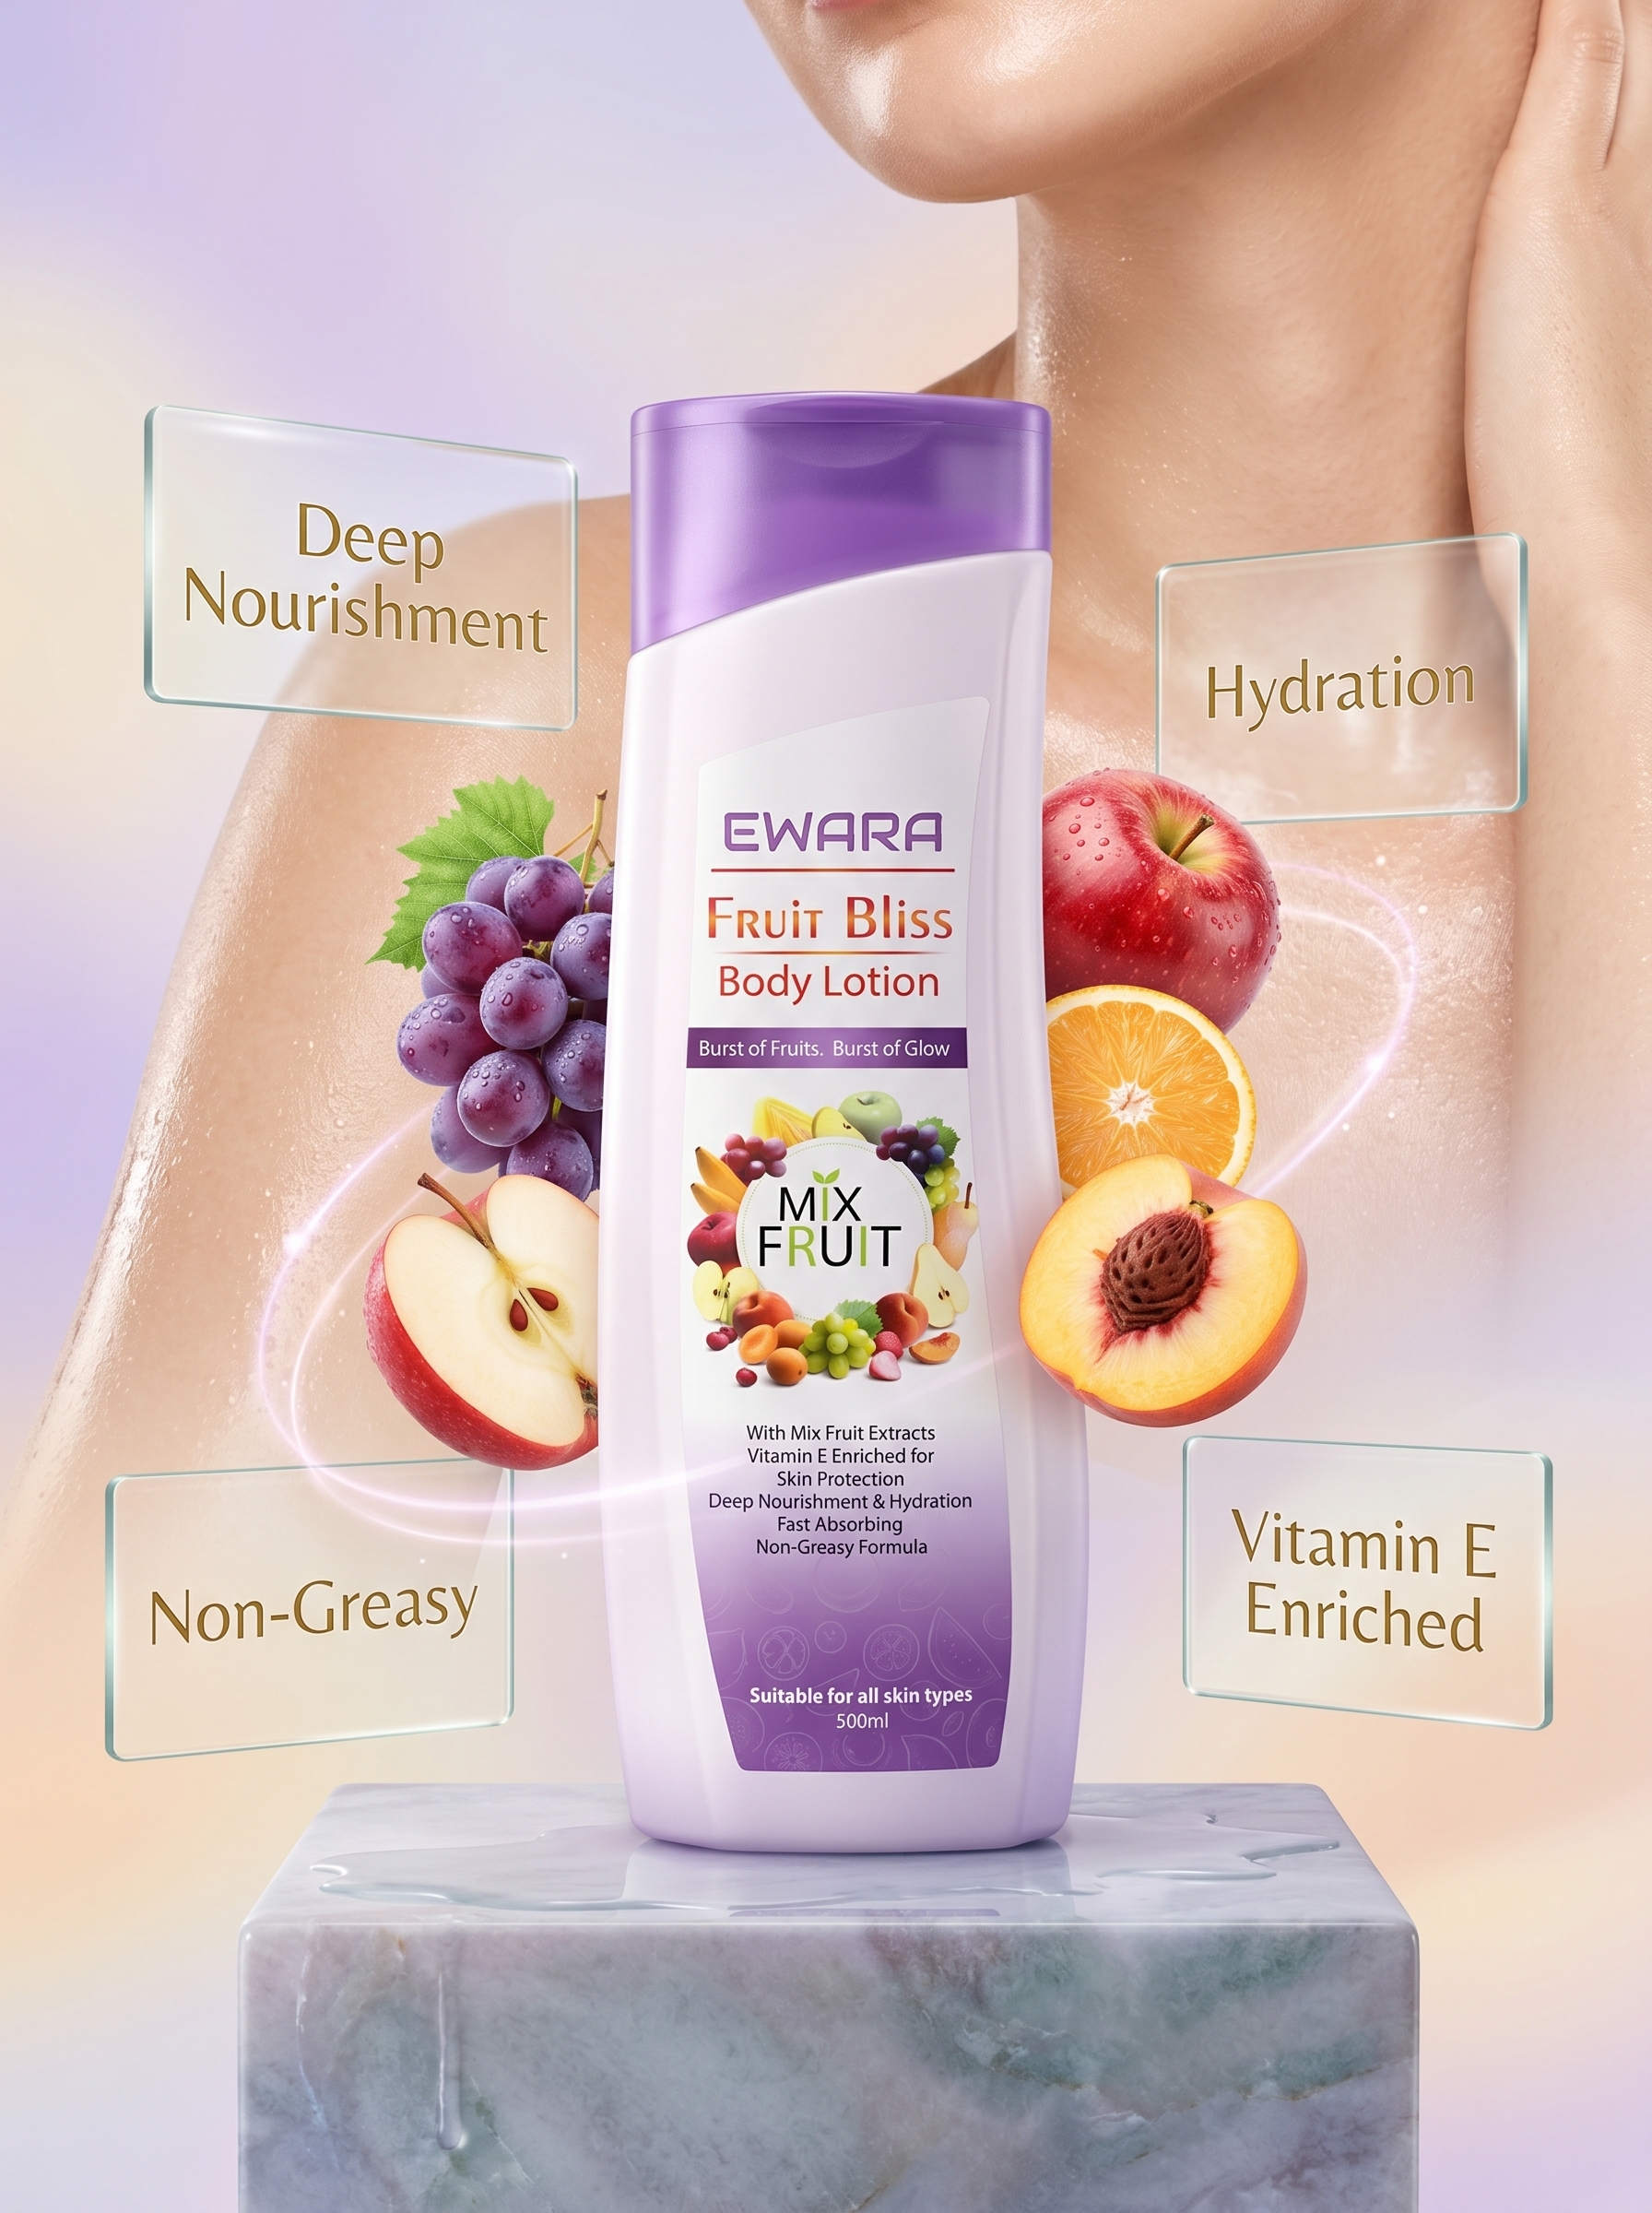 Deep
Nourishment
Hydration
EWARA
Fruit Bliss
Body Lotion
Burst of Fruits. Burst of Glow
MIX
FRUIT
With Mix Fruit Extracts
Vitamin E Enriched for
Skin Protection
Deep Nourishment & Hydration
Fast Absorbing
Non-Greasy Formula
Non-Greasy
Vitamin E
Enriched
Suitable for all skin types
500ml